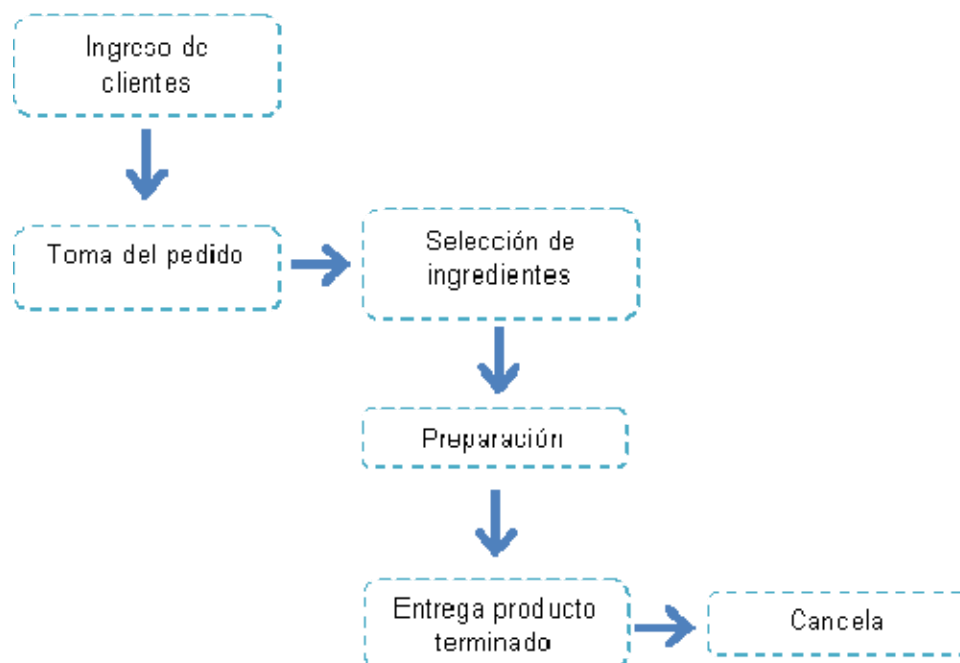 Ingreso de
clientes
Toma del pedido
Selección de
ingredientes
Preparación
Entrega producto
terminado
Cancela